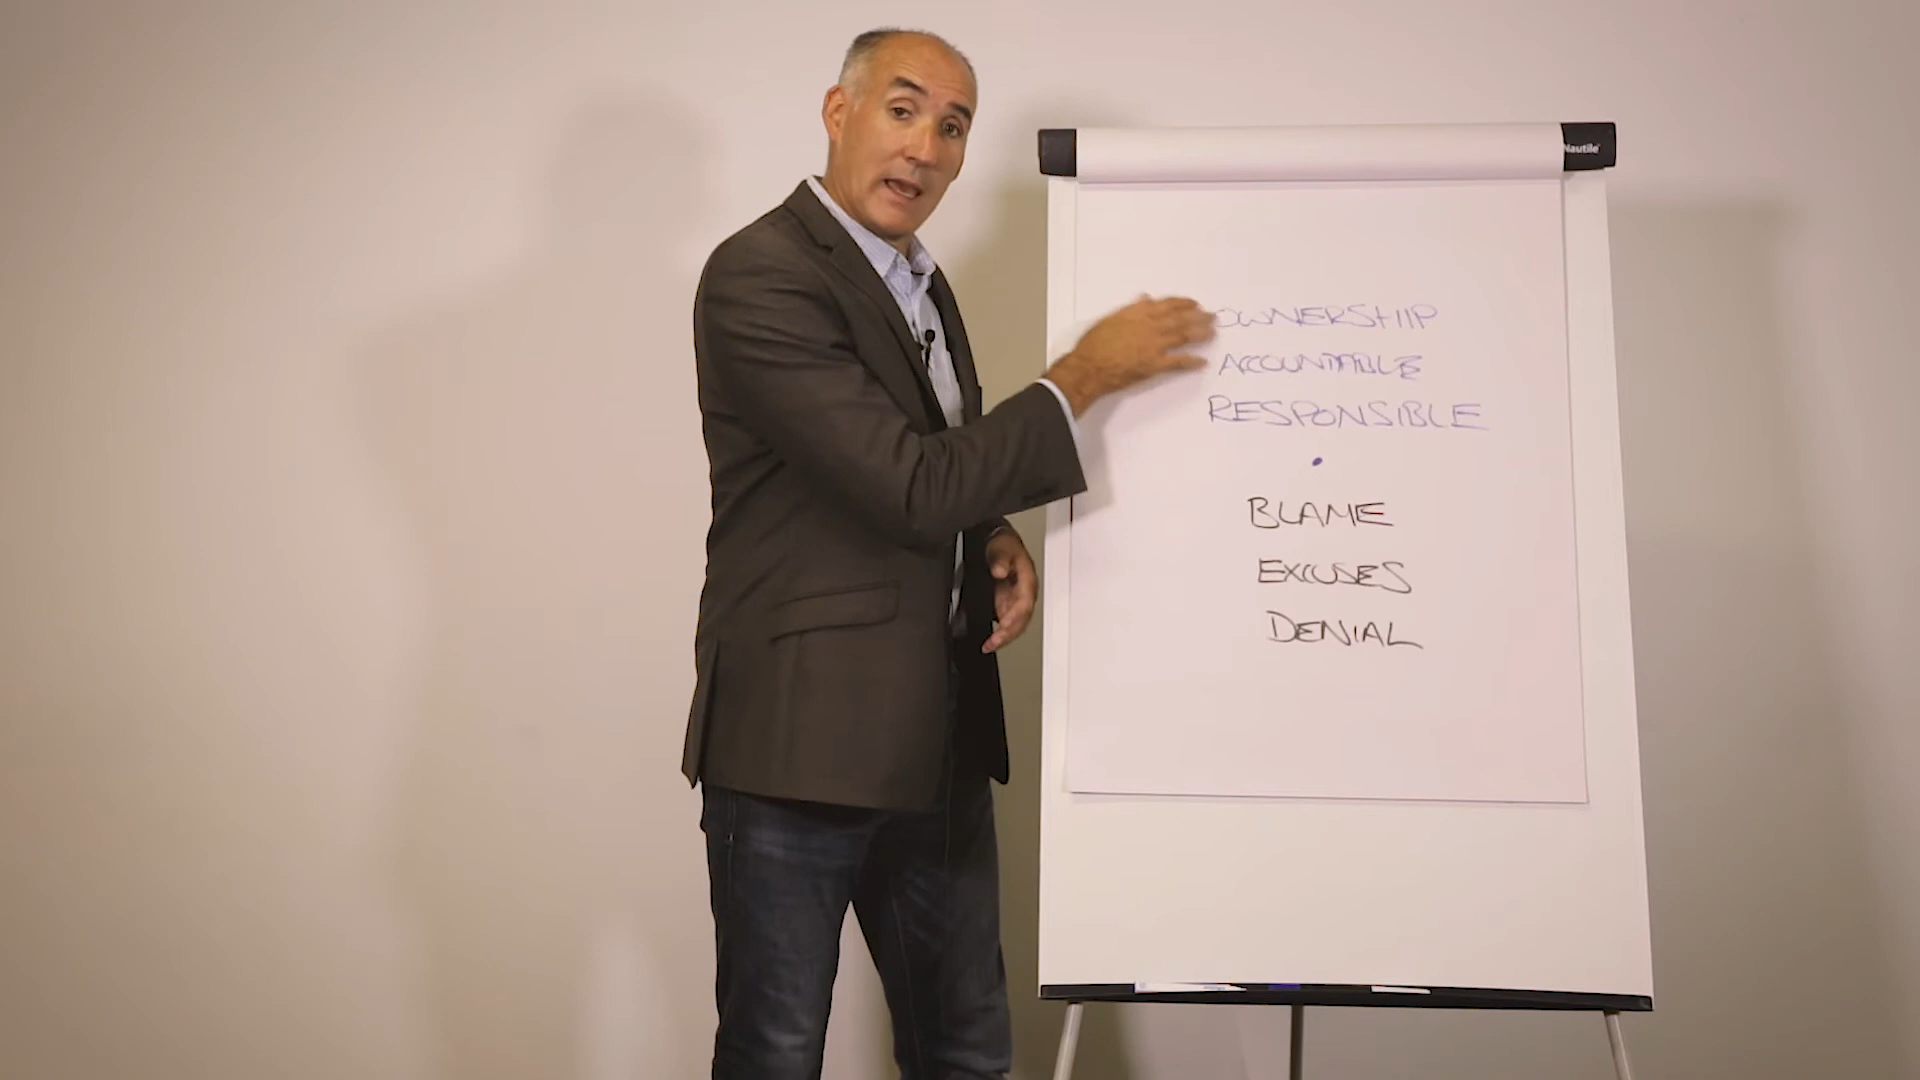 Nautile
OWNERSHIP
ACCOUNTABLE
RESPONSIBLE
BLAME
EXCUSES
DENIAL